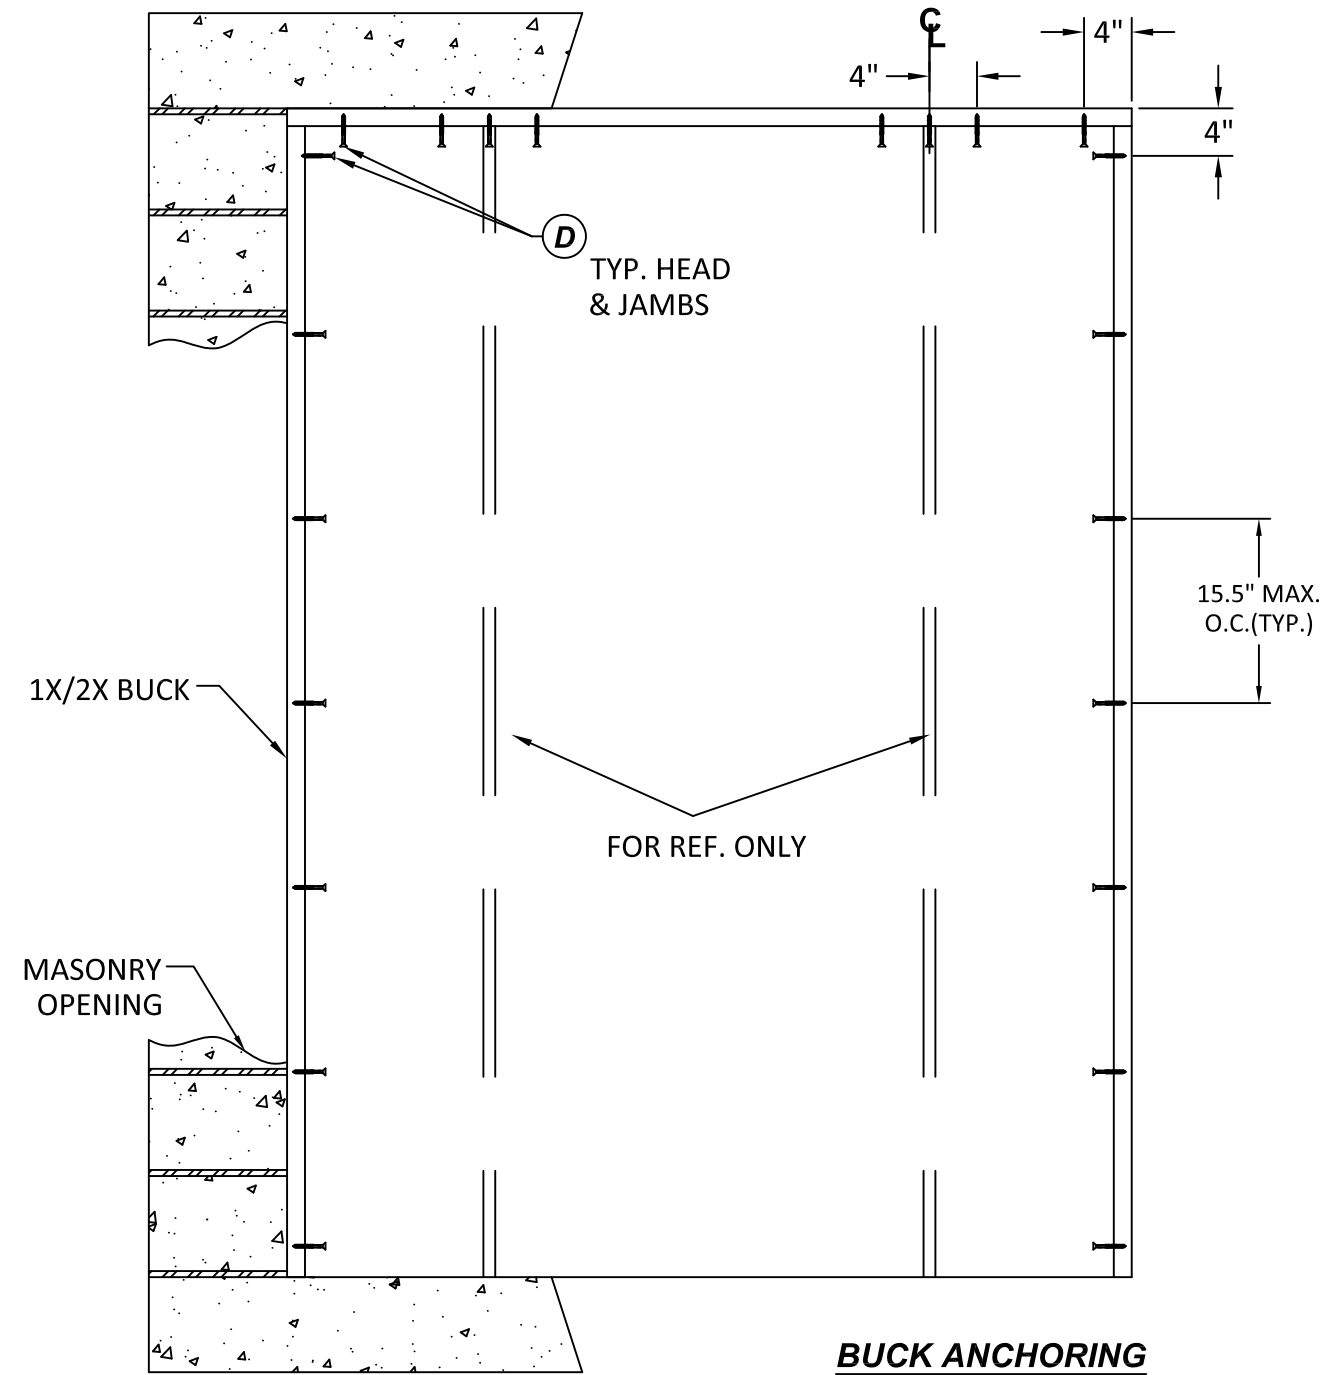 CL
4"
4"
4"
D
TYP. HEAD
& JAMBS
15.5" MAX.
O.C.(TYP.)
1X/2X BUCK
FOR REF. ONLY
MASONRY
OPENING
BUCK ANCHORING